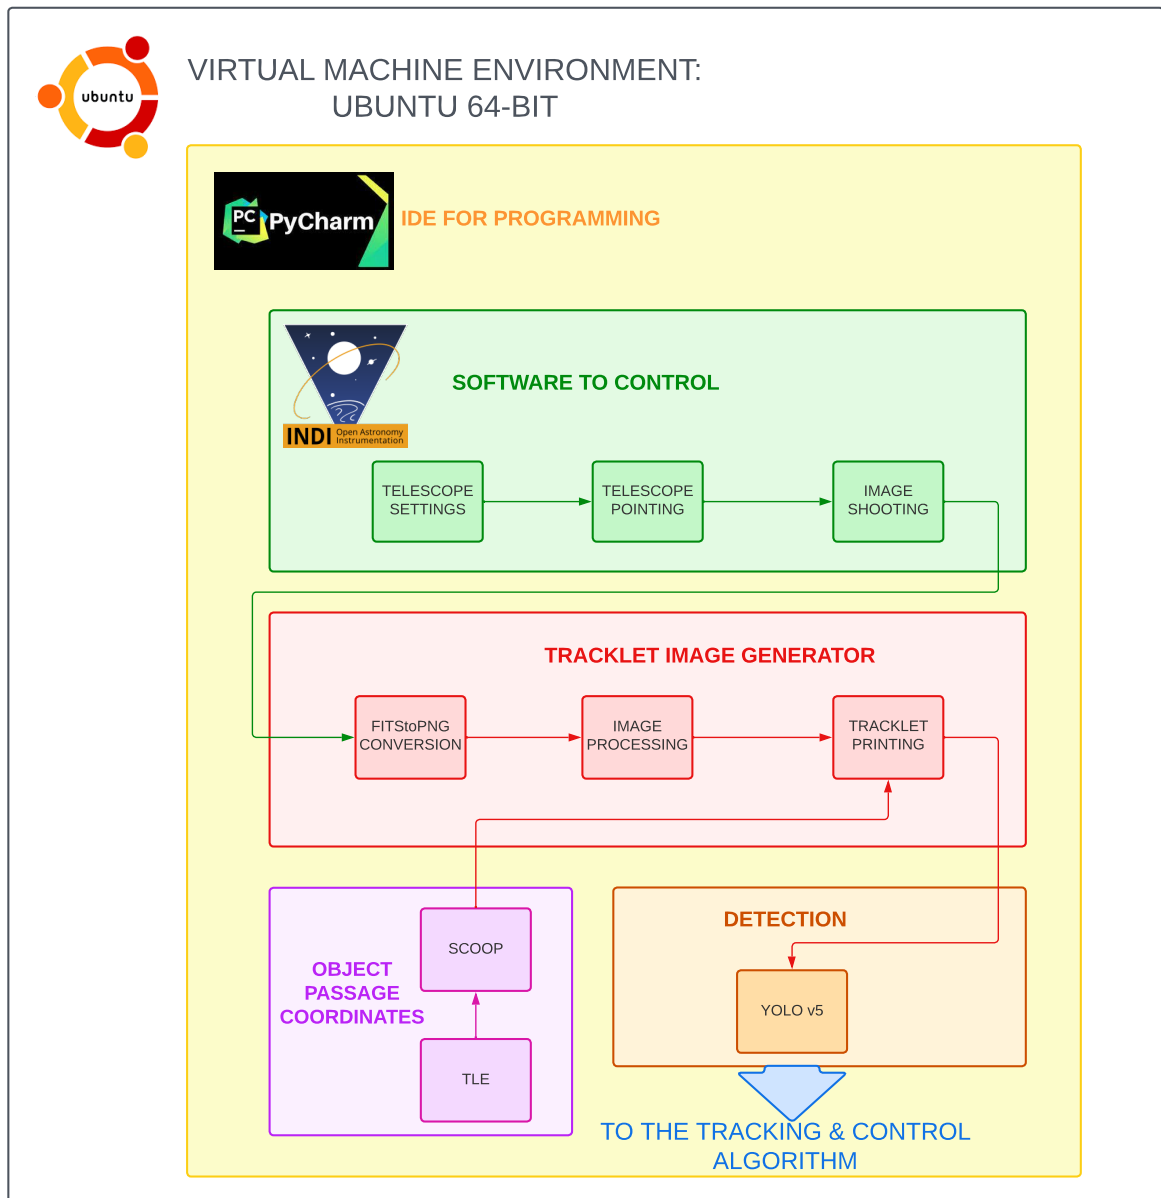 ubuntu
VIRTUAL MACHINE ENVIRONMENT:
UBUNTU 64-BIT
PC
PyCharm
IDE FOR PROGRAMMING
SOFTWARE TO CONTROL
INDI
Open Astronomy
Instrumentation
TELESCOPE
SETTINGS
TELESCOPE
POINTING
IMAGE
SHOOTING
TRACKLET IMAGE GENERATOR
FITStoPNG
CONVERSION
IMAGE
PROCESSING
TRACKLET
PRINTING
OBJECT
PASSAGE
COORDINATES
SCOOP
TLE
DETECTION
YOLO v5
TO THE TRACKING & CONTROL
ALGORITHM